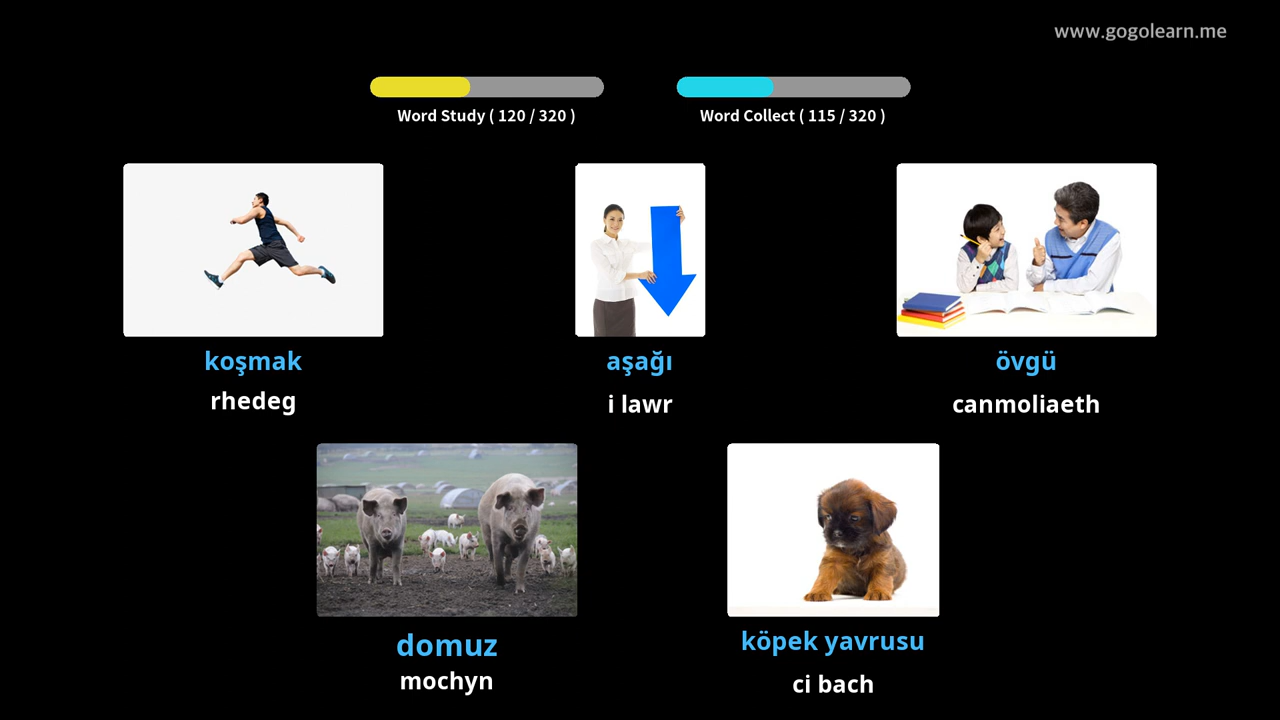 www.gogolearn.me
Word Study ( 120 / 320 )
Word Collect ( 115 / 320 )
koşmak
aşağı
övgü
rhedeg
i lawr
canmoliaeth
domuz
köpek yavrusu
mochyn
ci bach